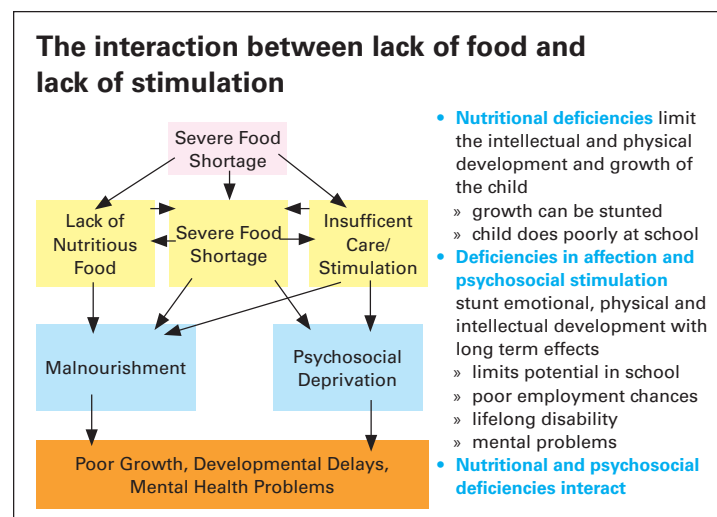 The interaction between lack of food and
lack of stimulation
Severe Food
Shortage
Lack of
Nutritious
Food
Severe Food
Shortage
Insufficent
Care/
Stimulation
Malnourishment
Psychosocial
Deprivation
Poor Growth, Developmental Delays,
Mental Health Problems
• Nutritional deficiencies limit
the intellectual and physical
development and growth of
the child
» growth can be stunted
» child does poorly at school
• Deficiencies in affection and
psychosocial stimulation
stunt emotional, physical and
intellectual development with
long term effects
» limits potential in school
» poor employment chances
» lifelong disability
» mental problems
• Nutritional and psychosocial
deficiencies interact